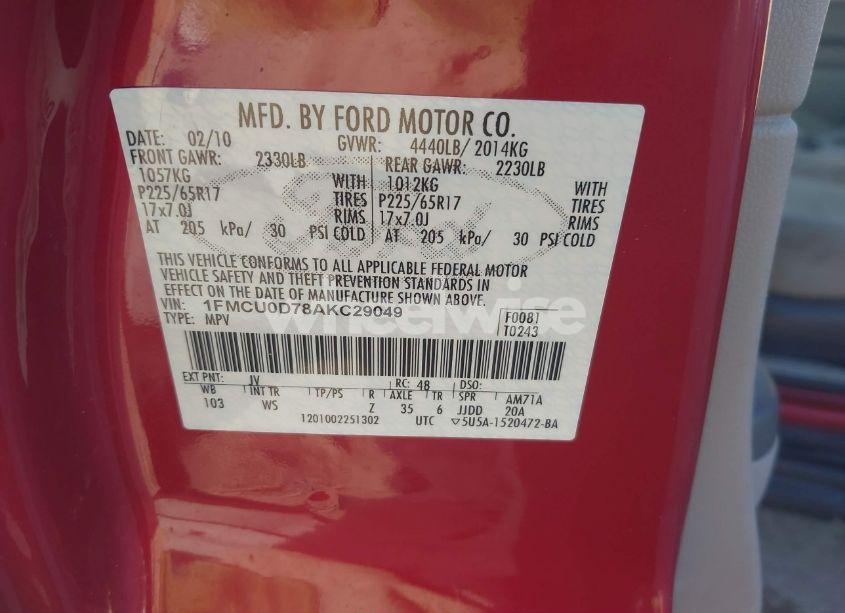 MFD. BY FORD MOTOR CO.
DATE: 02/10 GVWR: 4440LB/ 2014KG
FRONT GAWR: 2330LB REAR GAWR: 2230LB
1057KG WITH 1012KG WITH
P225/65R17 TIRES P225/65R17 TIRES
17x7.0J RIMS 17x7.0J RIMS
AT 205 kPa/ 30 PSI COLD AT 205 kPa/ 30 PSI COLD
THIS VEHICLE CONFORMS TO ALL APPLICABLE FEDERAL MOTOR
VEHICLE SAFETY AND THEFT PREVENTION STANDARDS IN
EFFECT ON THE DATE OF MANUFACTURE SHOWN ABOVE.
VIN: 1FMCU0D78AKC29049 F0081
TYPE: MPV T0243
wheelwise
EXT PNT: JV RC: 48 DSO:
WB INT TR TP/PS R AXLE TR SPR AM71A
103 WS Z 35 6 JJDD 20A
1201002251302 UTC ▽5U5A-1520472-BA
Ford